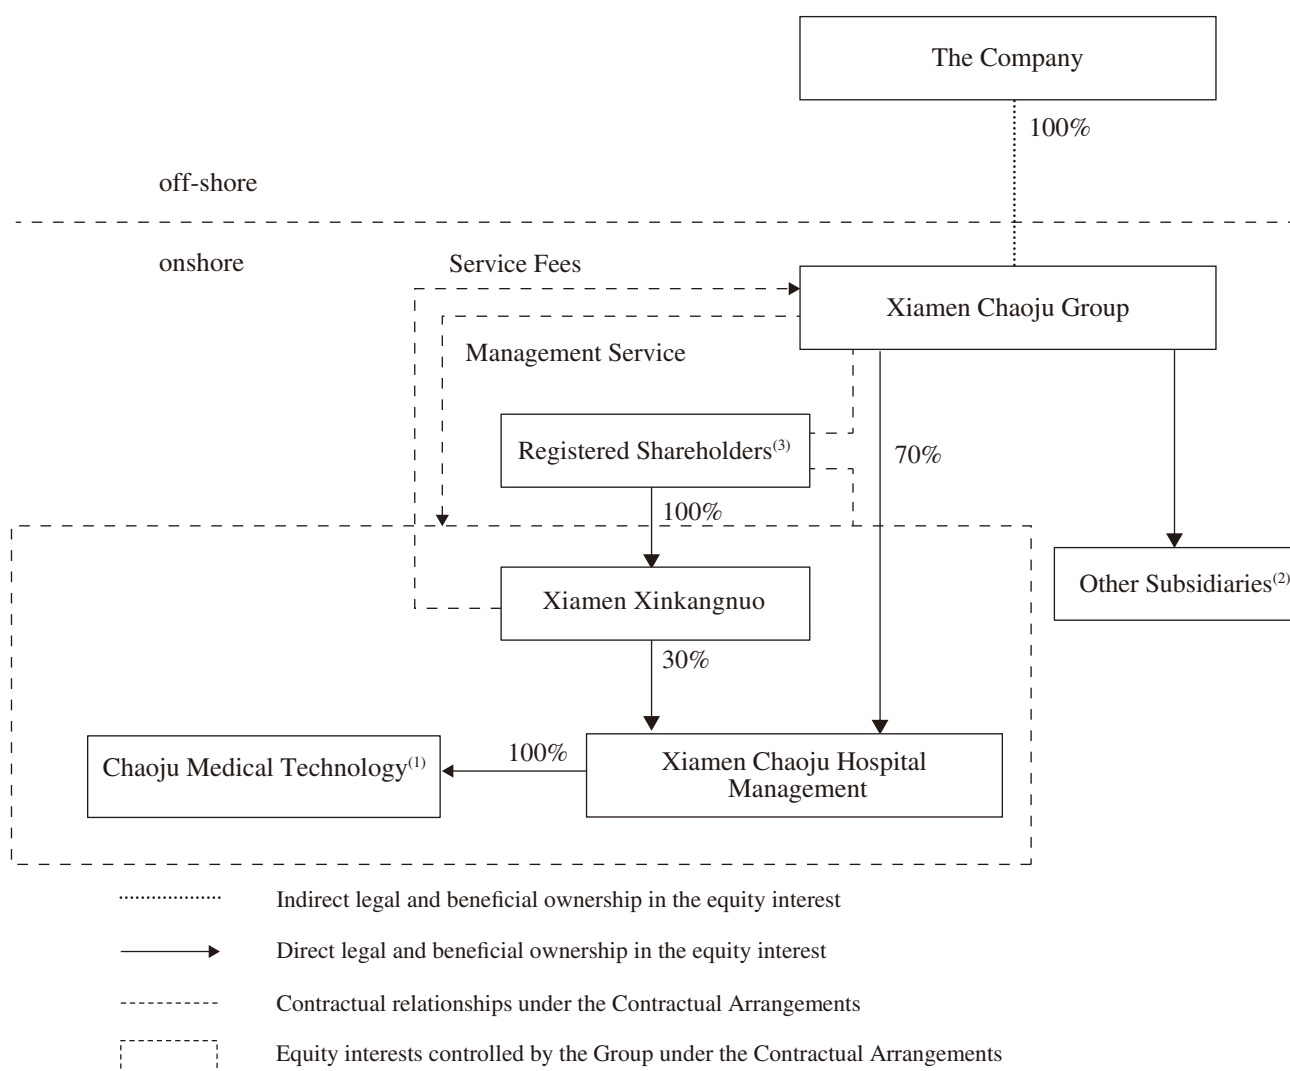 The Company
100%
off-shore
onshore
Service Fees
Xiamen Chaoju Group
Management Service
Registered Shareholders(3)
70%
100%
Other Subsidiaries(2)
Xiamen Xinkangnuo
30%
100%
Chaoju Medical Technology(1)
Xiamen Chaoju Hospital
Management
Indirect legal and beneficial ownership in the equity interest
Direct legal and beneficial ownership in the equity interest
Contractual relationships under the Contractual Arrangements
Equity interests controlled by the Group under the Contractual Arrangements